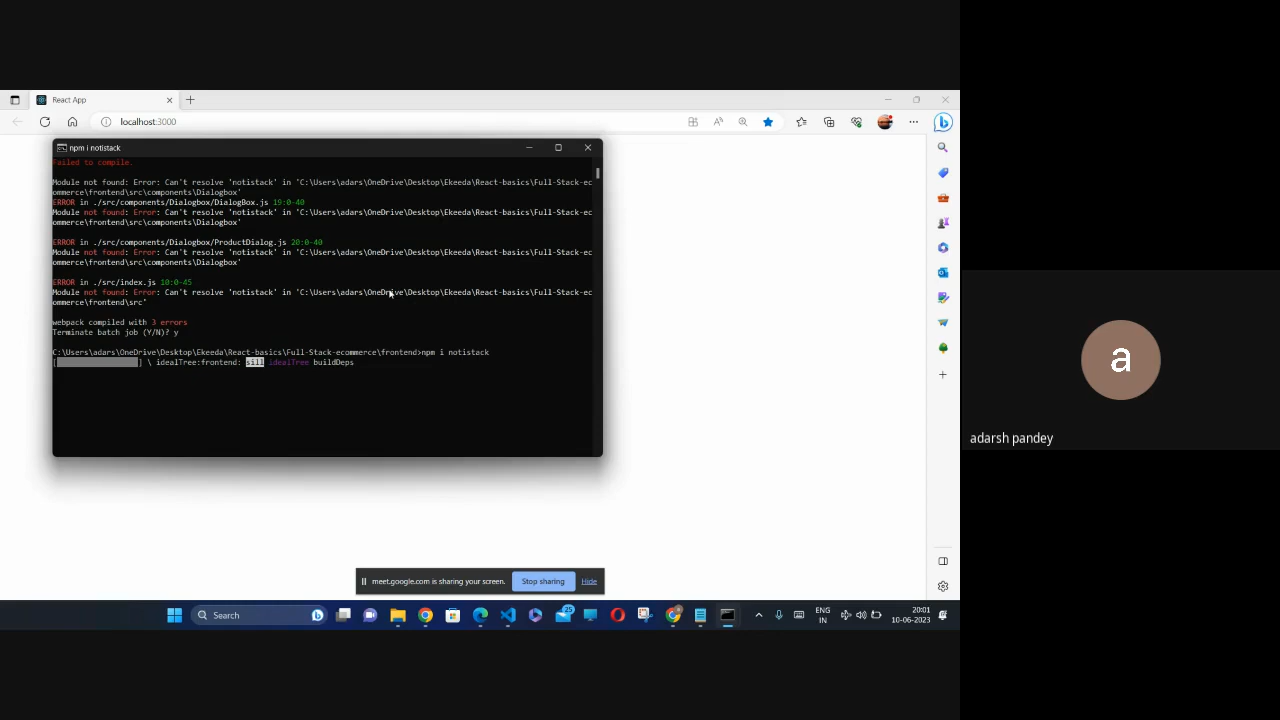 React App
localhost:3000
npm i notistack
Failed to compile.
Module not found: Error: Can't resolve 'notistack' in 'C:\Users\adars\OneDrive\Desktop\Ekeeda\React-basics\Full-Stack-ec
ommerce\frontend\src\components\Dialogbox'
ERROR in ./src/components/Dialogbox/DialogBox.js 19:0-40
Module not found: Error: Can't resolve 'notistack' in 'C:\Users\adars\OneDrive\Desktop\Ekeeda\React-basics\Full-Stack-ec
ommerce\frontend\src\components\Dialogbox'
ERROR in ./src/components/Dialogbox/ProductDialog.js 20:0-40
Module not found: Error: Can't resolve 'notistack' in 'C:\Users\adars\OneDrive\Desktop\Ekeeda\React-basics\Full-Stack-ec
ommerce\frontend\src\components\Dialogbox'
ERROR in ./src/index.js 10:0-45
Module not found: Error: Can't resolve 'notistack' in 'C:\Users\adars\OneDrive\Desktop\Ekeeda\React-basics\Full-Stack-ec
ommerce\frontend\src'
webpack compiled with 3 errors
Terminate batch job (Y/N)? y
C:\Users\adars\OneDrive\Desktop\Ekeeda\React-basics\Full-Stack-ecommerce\frontend>npm i notistack
[ ] \ idealTree:frontend: sill idealTree buildDeps
a
adarsh pandey
meet.google.com is sharing your screen. Stop sharing Hide
Search
25
ENG
IN
20:01
10-06-2023